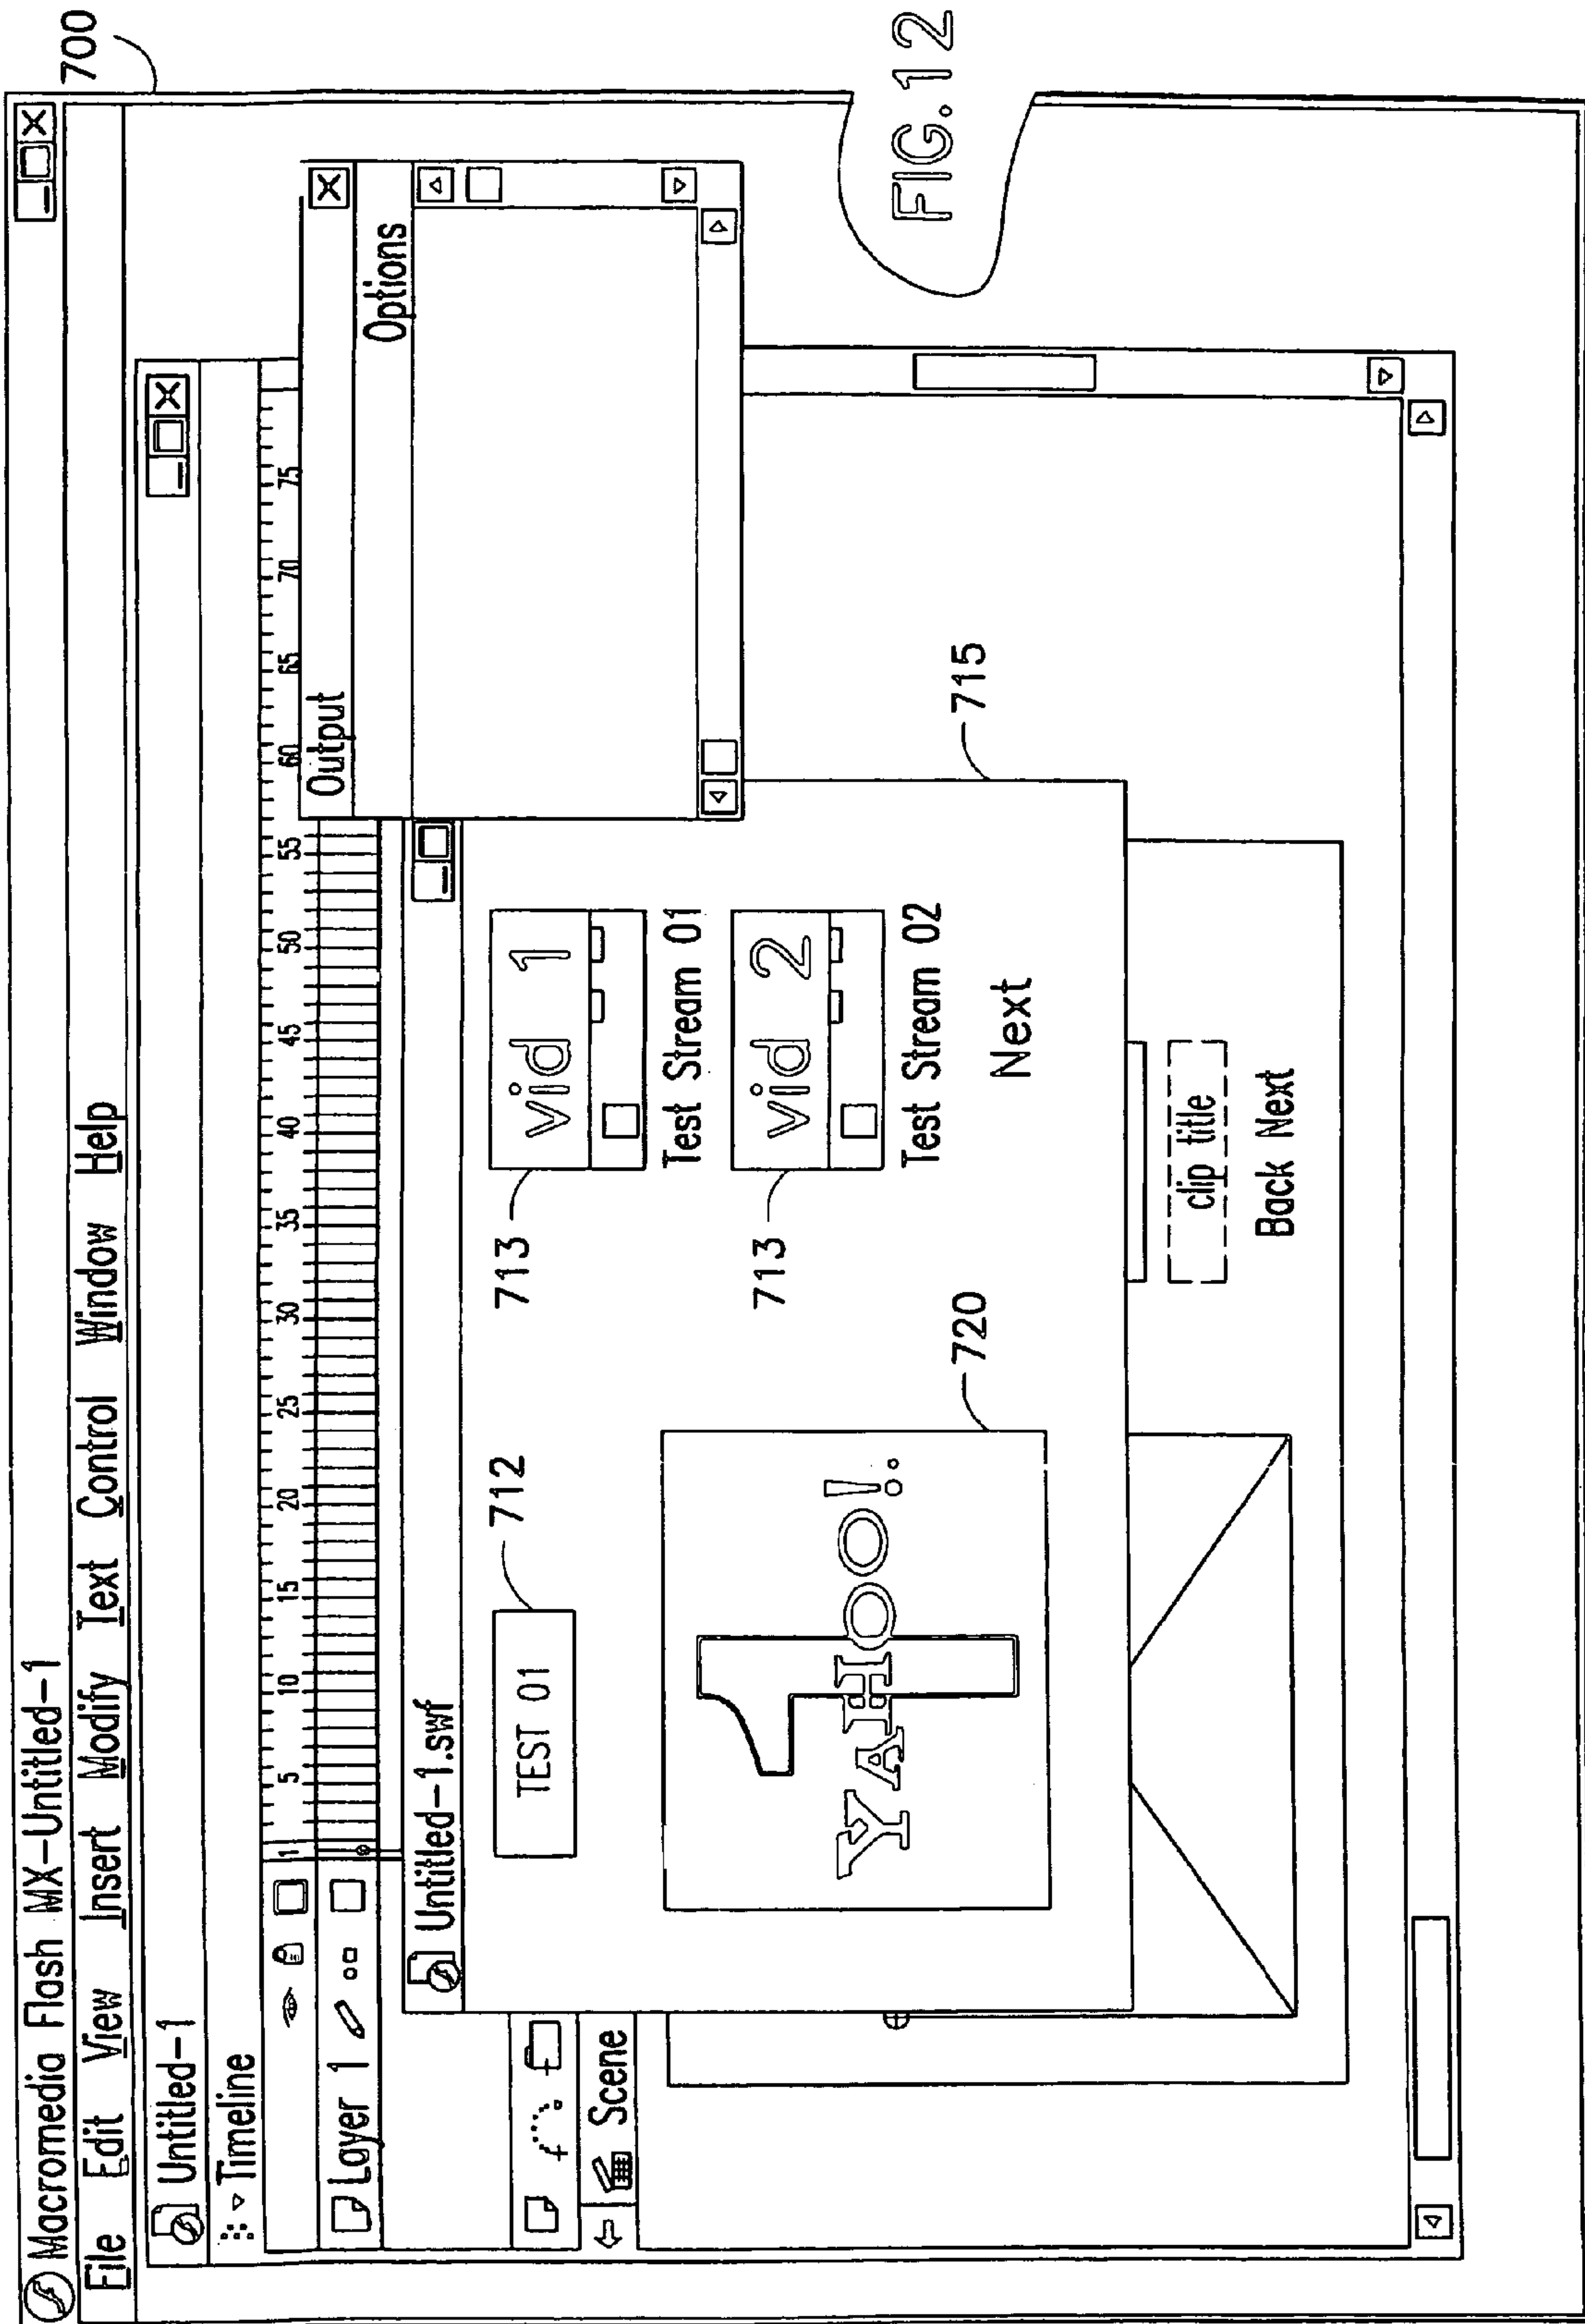 700
Macromedia Flash MX-Untitled-1
File Edit View Insert Modify Text Control Window Help
Untitled-1
Timeline
1 5 10 15 20 25 30 35 40 45 50 55 60 65 70 75
Layer 1
Output
Options
Untitled-1.swf
TEST 01
712
713
vid 1
Test Stream 01
713
vid 2
Test Stream 02
Next
1
YAHOO!
720
715
Scene
clip title
Back Next
FIG.12